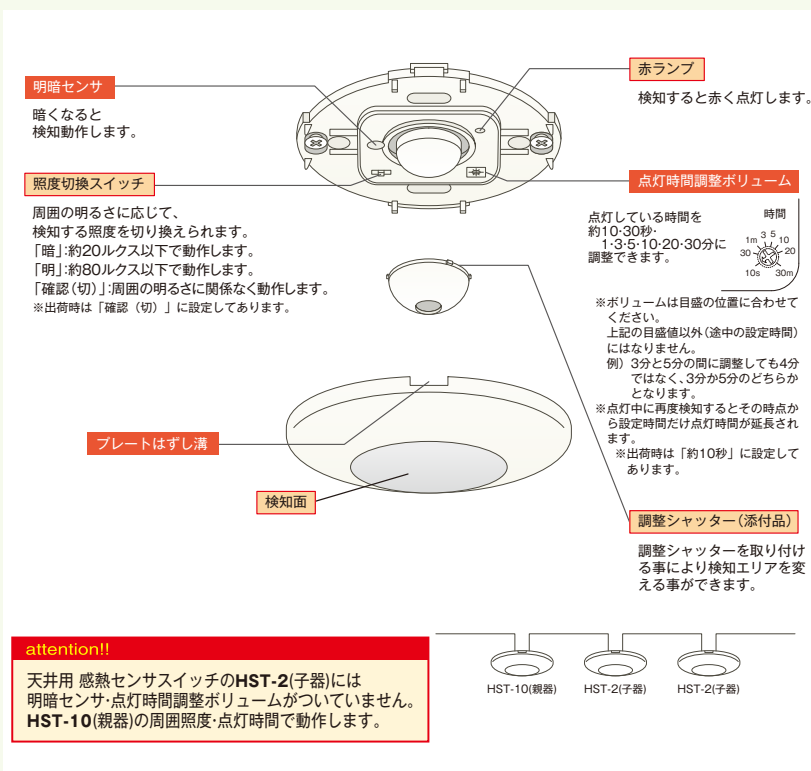 明暗センサ
暗くなると
検知動作します。
照度切換スイッチ
周囲の明るさに応じて、
検知する照度を切り換えられます。
「暗」:約20ルクス以下で動作します。
「明」:約80ルクス以下で動作します。
「確認(切)」:周囲の明るさに関係なく動作します。
※出荷時は「確認(切)」に設定してあります。
赤ランプ
検知すると赤く点灯します。
点灯時間調整ボリューム
点灯している時間を
約10・30秒・
1・3・5・10・20・30分に
調整できます。
時間
1m 3 5 10
30 20
10s 30m
※ボリュームは目盛の位置に合わせて
ください。
上記の目盛値以外(途中の設定時間)
にはなりません。
例) 3分と5分の間に調整しても4分
ではなく、3分か5分のどちらか
となります。
※点灯中に再度検知するとその時点か
ら設定時間だけ点灯時間が延長され
ます。
※出荷時は「約10秒」に設定して
あります。
プレートはずし溝
検知面
調整シャッター(添付品)
調整シャッターを取り付け
る事により検知エリアを変
える事ができます。
attention!!
天井用 感熱センサスイッチのHST-2(子器)には
明暗センサ・点灯時間調整ボリュームがついていません。
HST-10(親器)の周囲照度・点灯時間で動作します。
HST-10(親器) HST-2(子器) HST-2(子器)